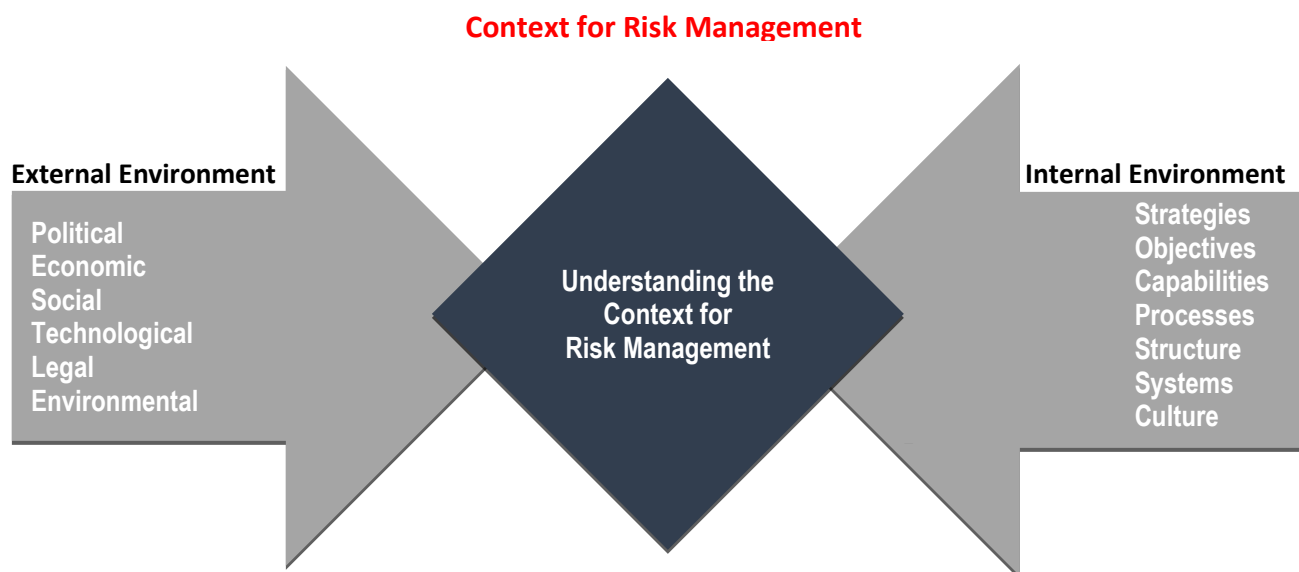 Context for Risk Management
External Environment
Political
Economic
Social
Technological
Legal
Environmental
Understanding the
Context for
Risk Management
Internal Environment
Strategies
Objectives
Capabilities
Processes
Structure
Systems
Culture